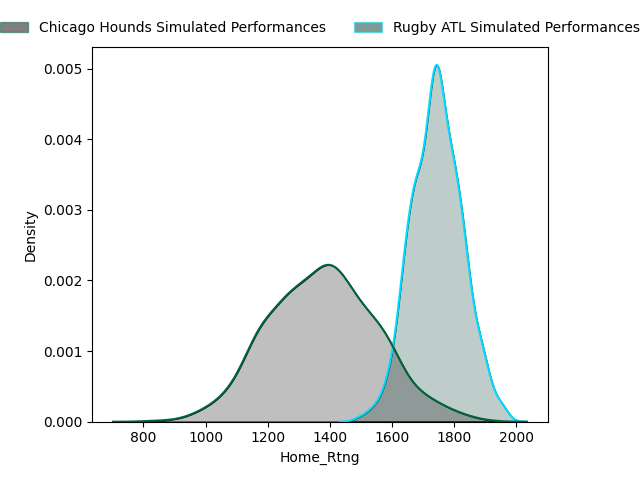 Chicago Hounds Simulated Performances Rugby ATL Simulated Performances
0.005
0.004
0.003
0.002
0.001
0.000
Density
800 1000 1200 1400 1600 1800 2000
Home_Rtng